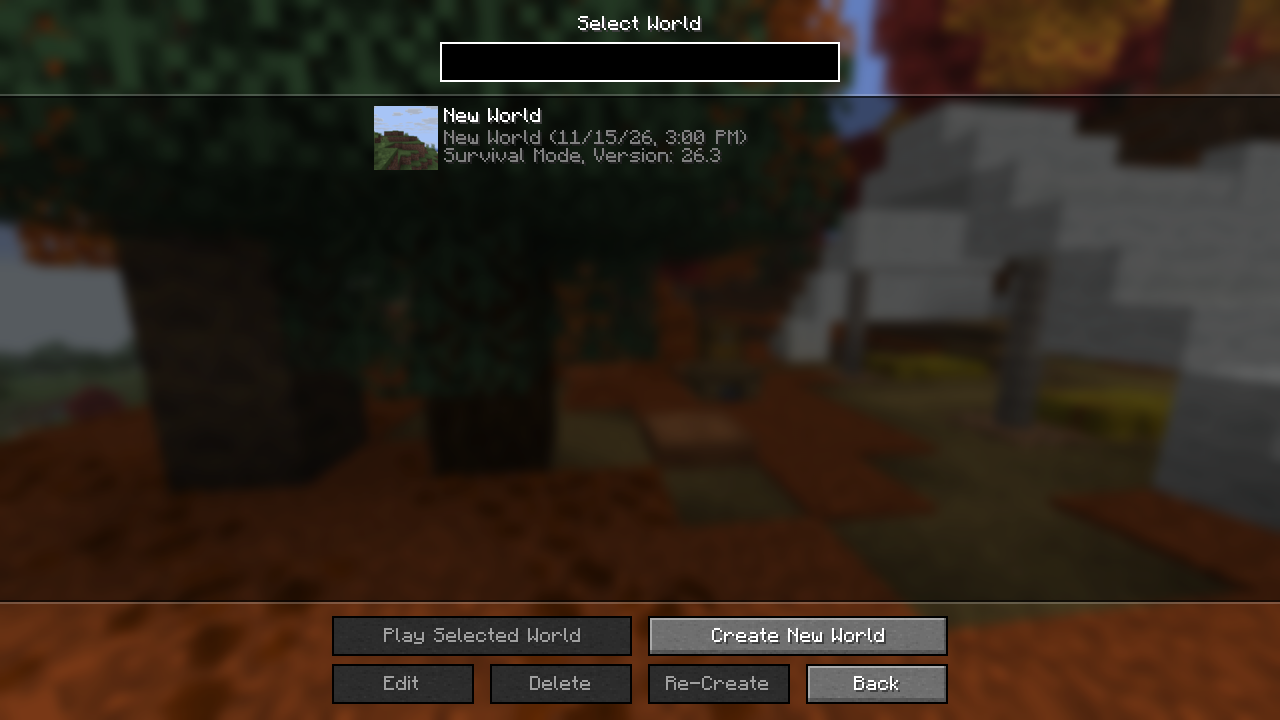 Select World
New World
New World (11/15/26, 3:00 PM)
Survival Mode, Version: 26.3
Play Selected World
Create New World
Edit
Delete
Re-Create
Back